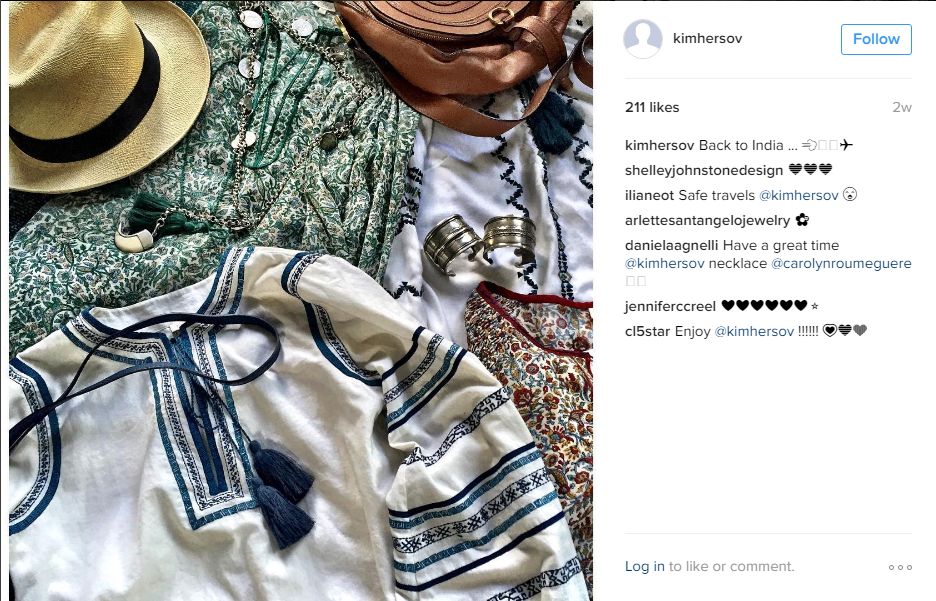 kimhersov
Follow
211 likes
2w
kimhersov Back to India ... 💨✈
shelleyjohnstonedesign ♥♥♥
ilianeot Safe travels @kimhersov 😘
arlettesantangelojewelry ✿
danielaagnelli Have a great time
@kimhersov necklace @carolynroumeguere
jenniferccreel ♥♥♥♥♥♥⭐
cl5star Enjoy @kimhersov !!!!!! 💗♥♥
Log in to like or comment.